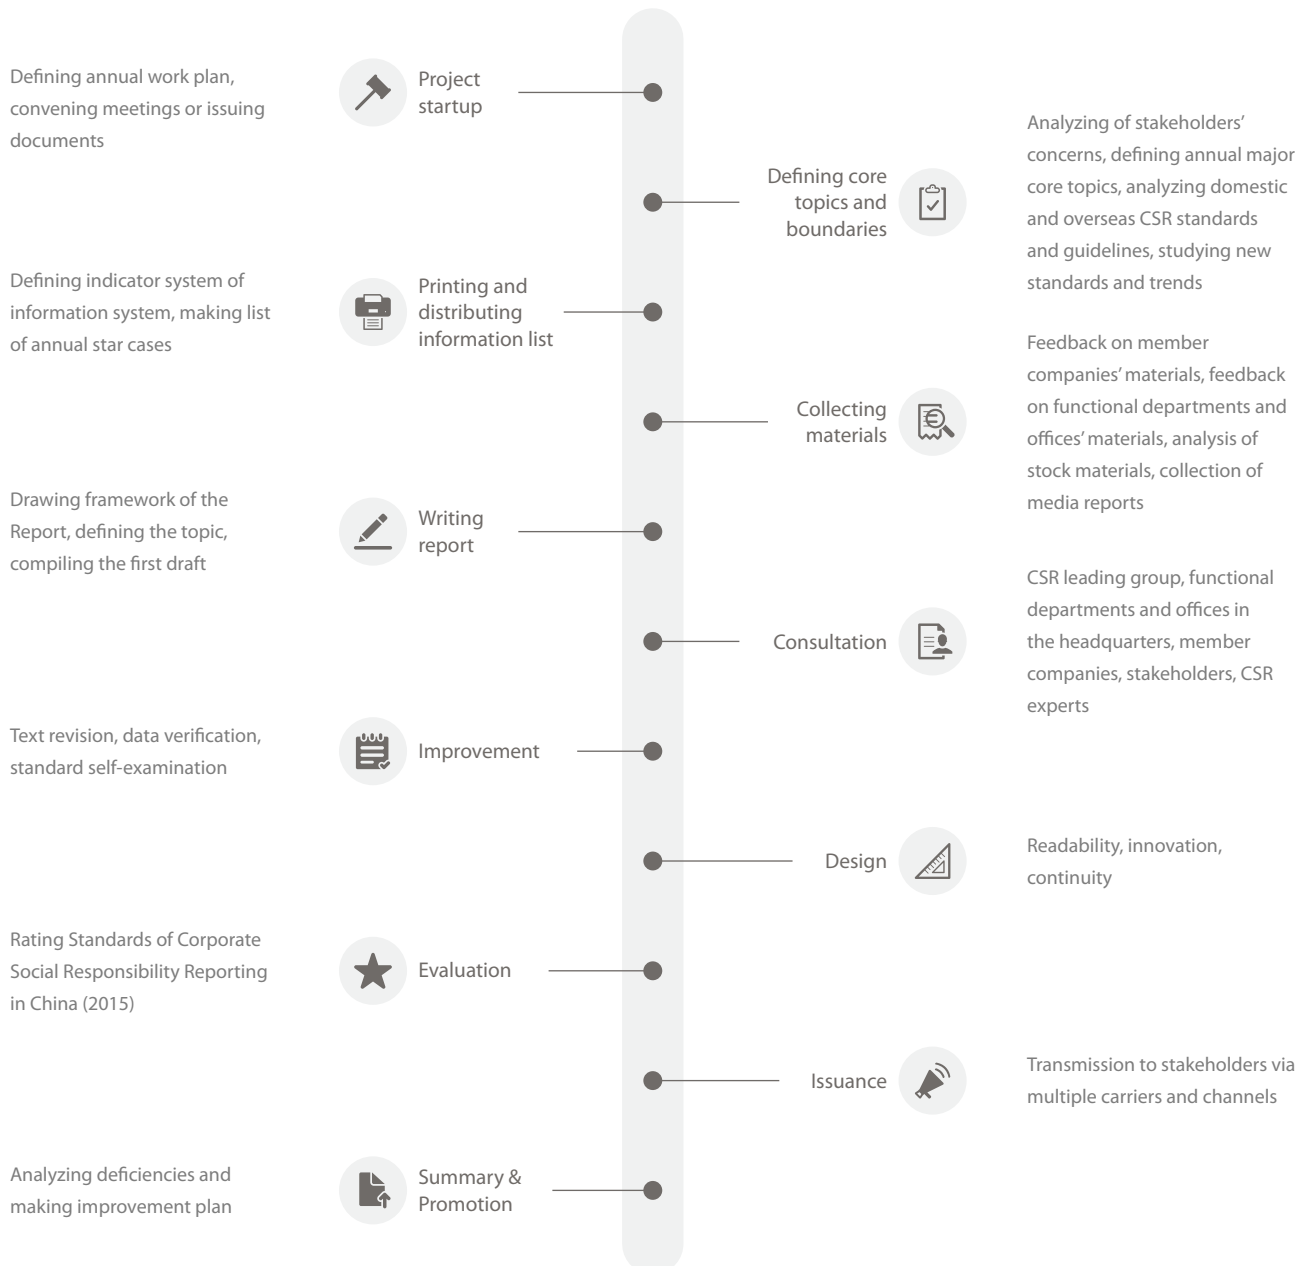 Defining annual work plan,
convening meetings or issuing
documents
Project
startup
Defining core
topics and
boundaries
Analyzing of stakeholders’
concerns, defining annual major
core topics, analyzing domestic
and overseas CSR standards
and guidelines, studying new
standards and trends
Defining indicator system of
information system, making list
of annual star cases
Printing and
distributing
information list
Collecting
materials
Feedback on member
companies’ materials, feedback
on functional departments and
offices’ materials, analysis of
stock materials, collection of
media reports
Drawing framework of the
Report, defining the topic,
compiling the first draft
Writing
report
Consultation
CSR leading group, functional
departments and offices in
the headquarters, member
companies, stakeholders, CSR
experts
Text revision, data verification,
standard self-examination
Improvement
Design
Readability, innovation,
continuity
Rating Standards of Corporate
Social Responsibility Reporting
in China (2015)
Evaluation
Issuance
Transmission to stakeholders via
multiple carriers and channels
Analyzing deficiencies and
making improvement plan
Summary &
Promotion